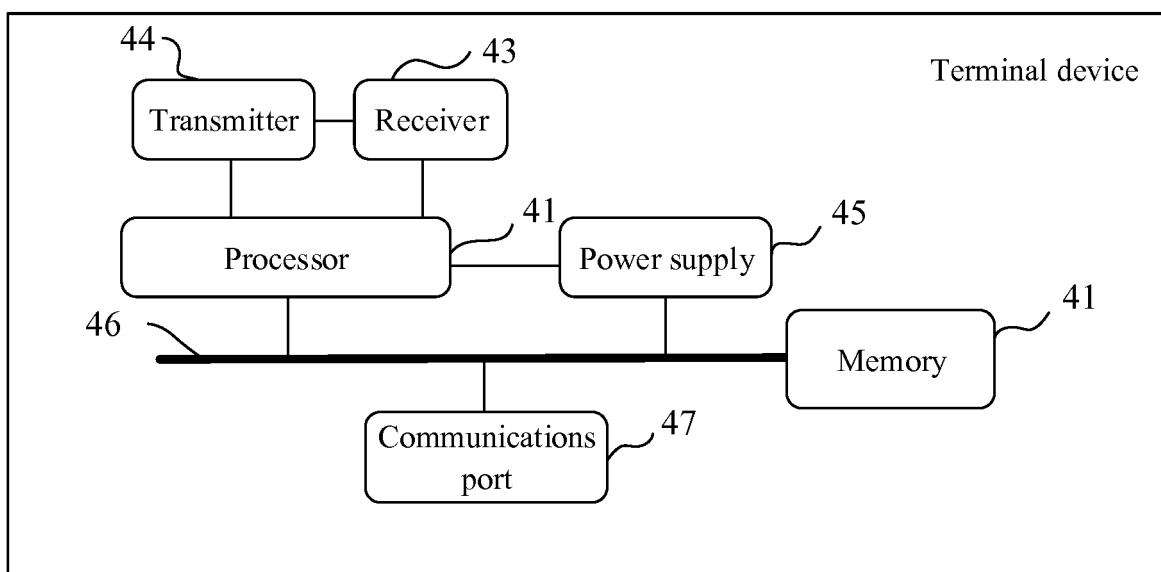 44
43
Terminal device
Transmitter
Receiver
41
45
Processor
Power supply
46
41
Memory
Communications
port
47